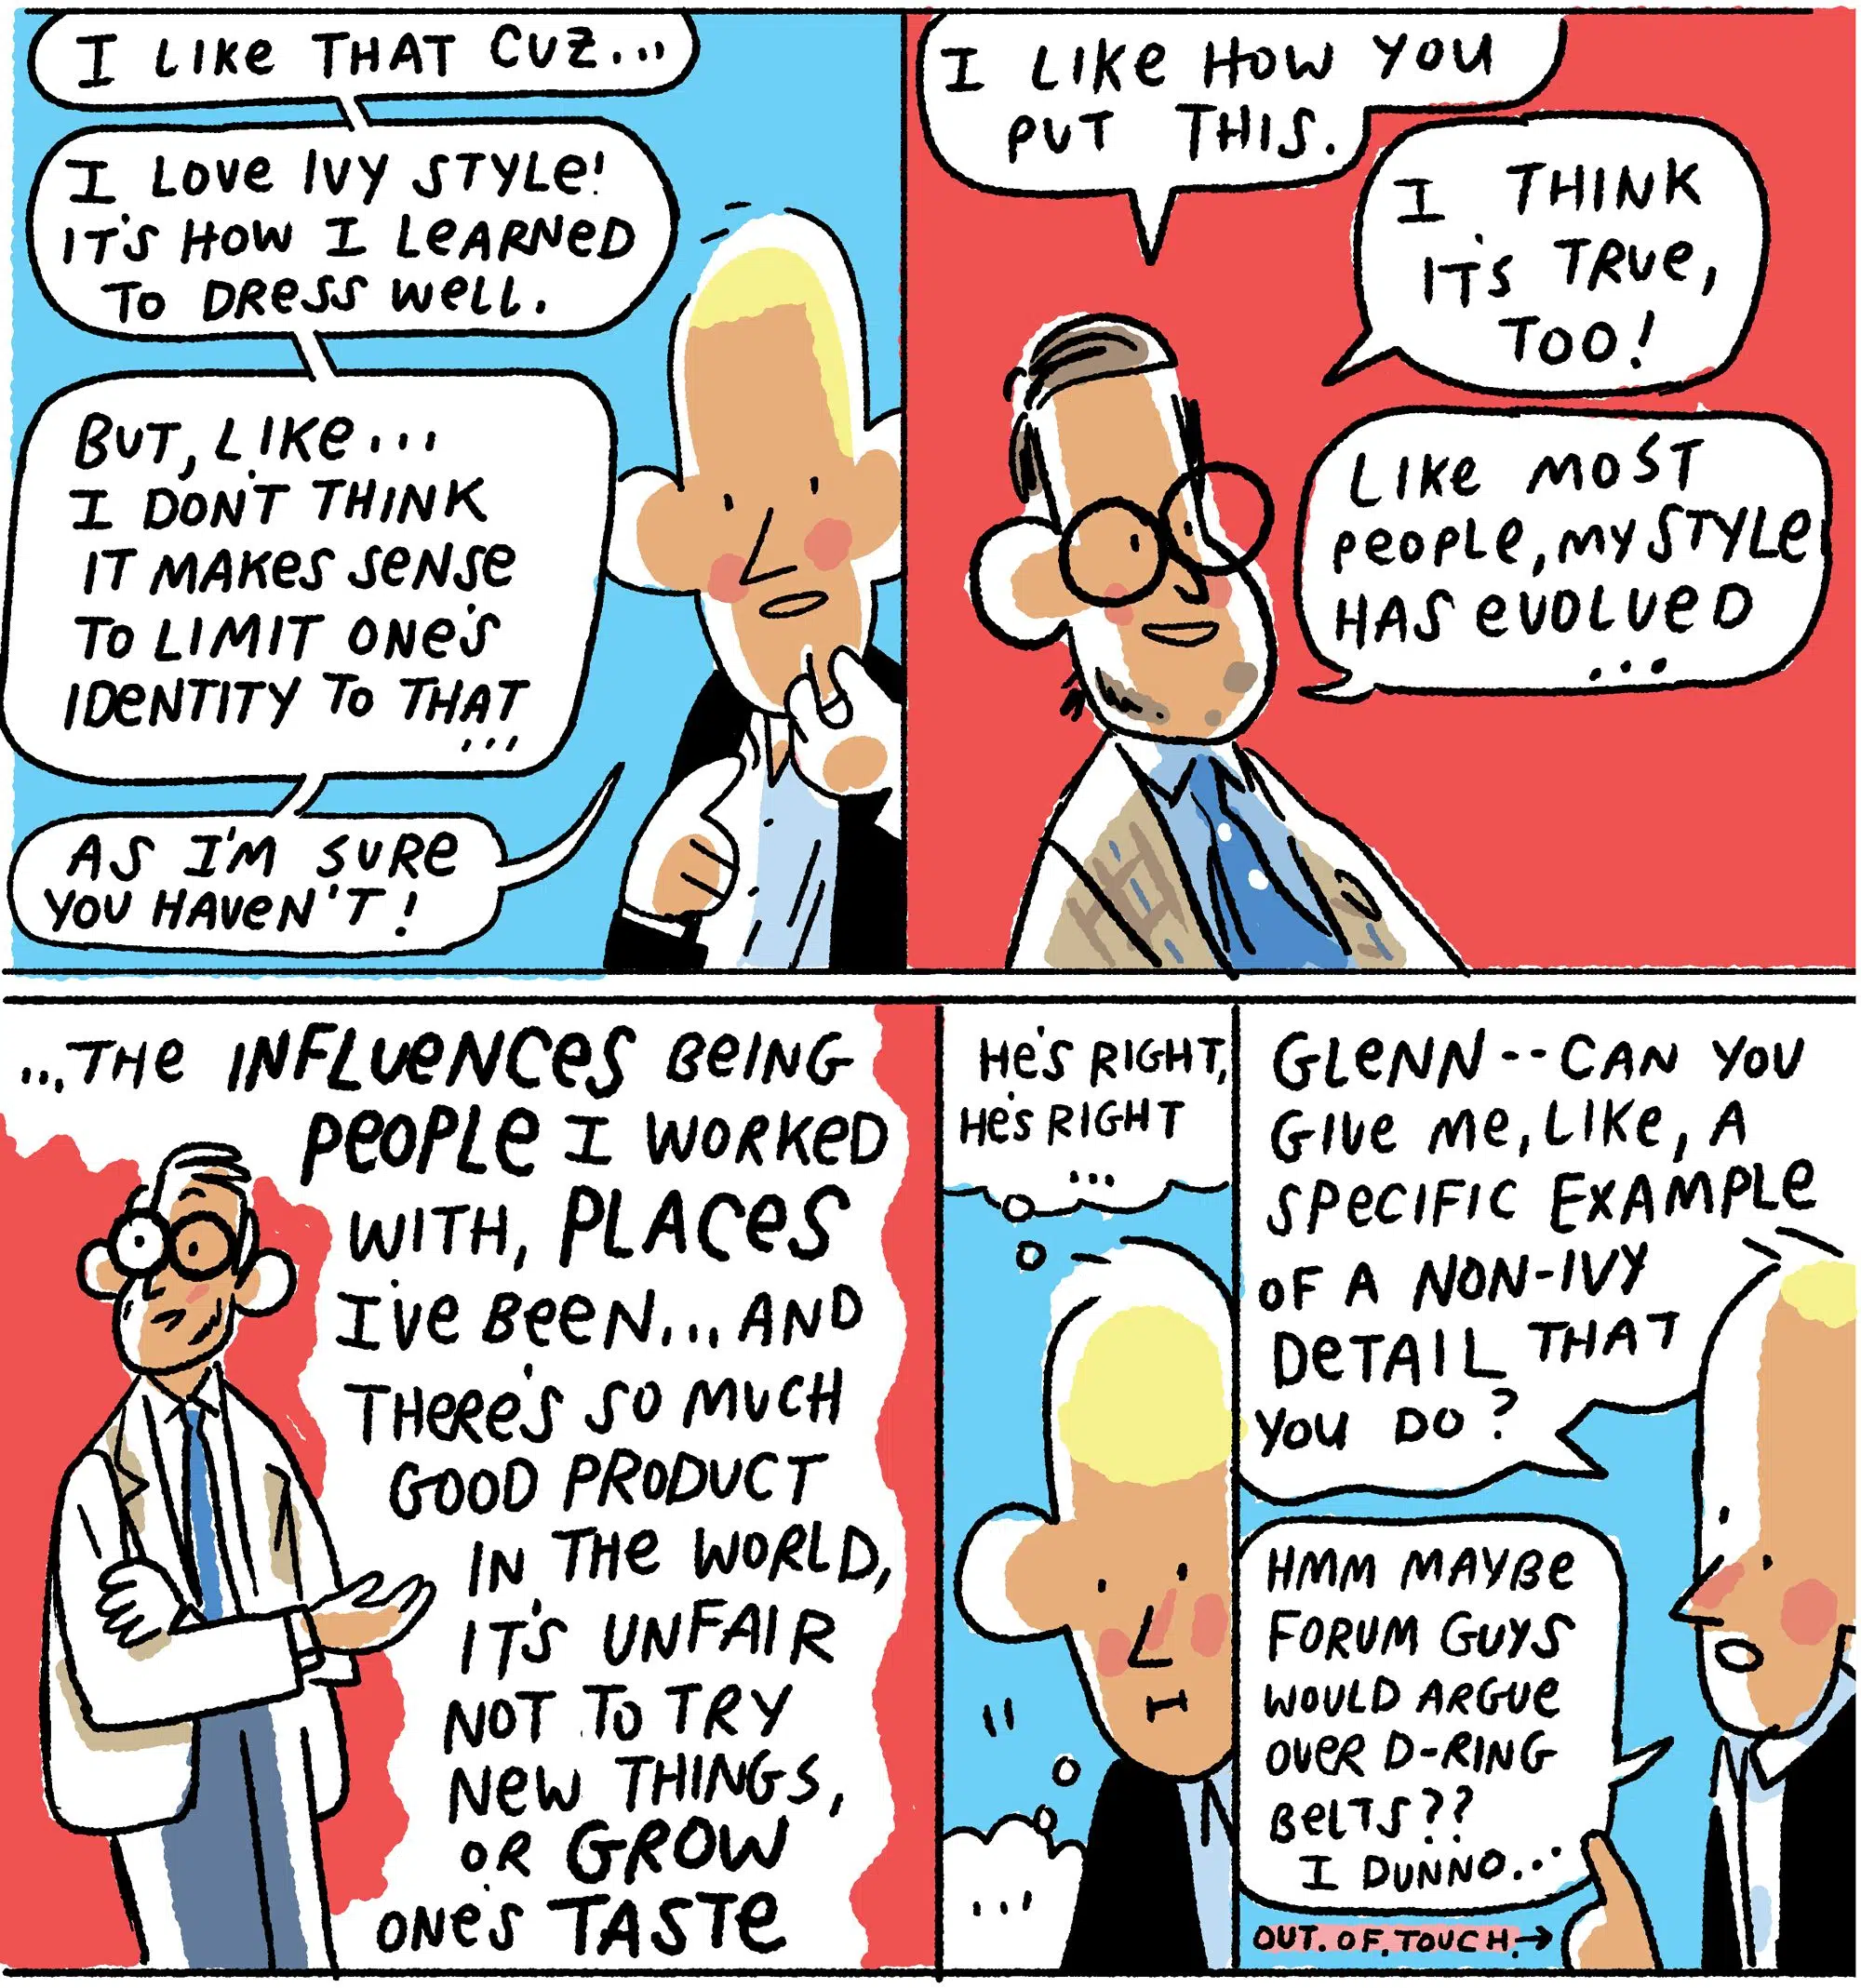 I LIKE THAT CUZ...
I LOVE IVY STYLE!
IT'S HOW I LEARNED
TO DRESS WELL.
BUT, LIKE...
I DON'T THINK
IT MAKES SENSE
TO LIMIT ONE'S
IDENTITY TO THAT
...
AS I'M SURE
YOU HAVEN'T!
I LIKE HOW YOU
PUT THIS.
I THINK
IT'S TRUE,
TOO!
LIKE MOST
PEOPLE, MY STYLE
HAS EVOLVED
...
...THE INFLUENCES BEING
PEOPLE I WORKED
WITH, PLACES
I'VE BEEN... AND
THERE'S SO MUCH
GOOD PRODUCT
IN THE WORLD,
IT'S UNFAIR
NOT TO TRY
NEW THINGS,
OR GROW
ONE'S TASTE
HE'S RIGHT,
HE'S RIGHT
...
...
GLENN -- CAN YOU
GIVE ME, LIKE, A
SPECIFIC EXAMPLE
OF A NON-IVY
DETAIL THAT
YOU DO?
HMM MAYBE
FORUM GUYS
WOULD ARGUE
OVER D-RING
BELTS??
I DUNNO...
OUT. OF. TOUCH. →